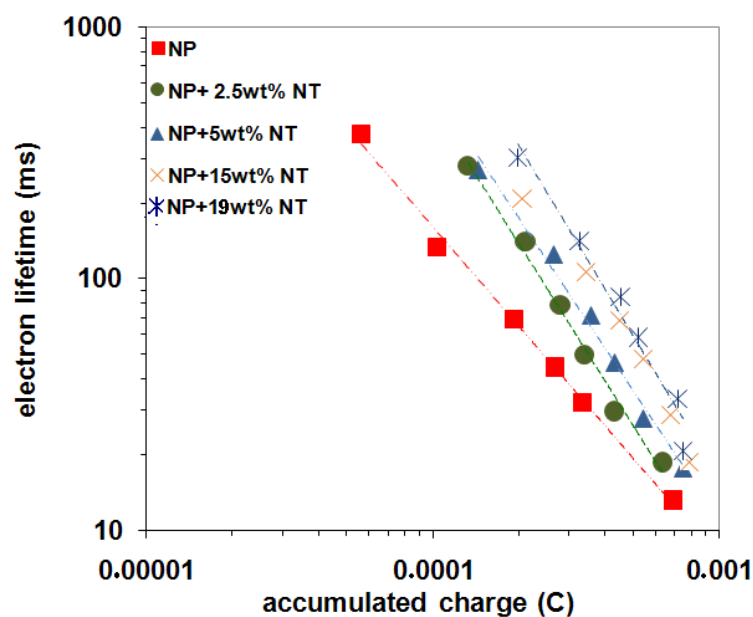 1000
NP
NP+ 2.5wt% NT
NP+5wt% NT
NP+15wt% NT
NP+19wt% NT
electron lifetime (ms)
100
10
0.00001
0.0001
0.001
accumulated charge (C)